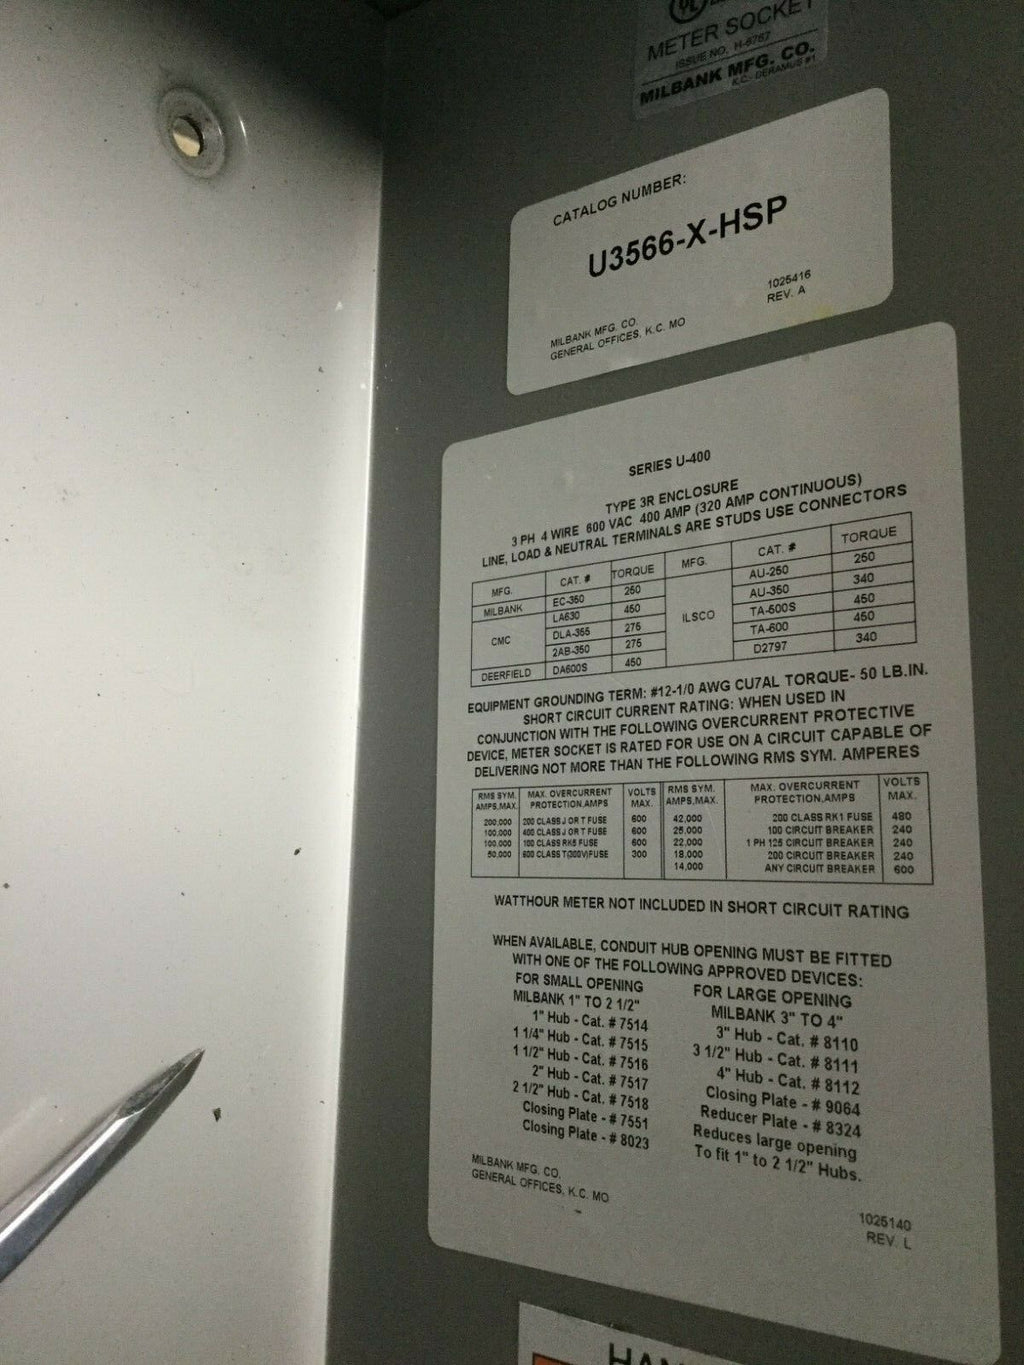 UL
METER SOCKET
ISSUE NO. H-6767
MILBANK MFG. CO.
K.C.- GERAMUS #1
CATALOG NUMBER:
U3566-X-HSP
1025416
REV. A
MILBANK MFG. CO.
GENERAL OFFICES, K.C. MO
SERIES U-400
TYPE 3R ENCLOSURE
3 PH 4 WIRE 600 VAC 400 AMP (320 AMP CONTINUOUS)
LINE, LOAD & NEUTRAL TERMINALS ARE STUDS USE CONNECTORS
MFG. CAT. # TORQUE MFG. CAT. # TORQUE
MILBANK EC-350 250 ILSCO AU-250 250
CMC LA630 450 AU-350 340
DLA-355 275 TA-500S 450
2AB-350 275 TA-600 450
DEERFIELD DA600S 450 D2797 340
EQUIPMENT GROUNDING TERM: #12-1/0 AWG CU7AL TORQUE- 50 LB.IN.
SHORT CIRCUIT CURRENT RATING: WHEN USED IN
CONJUNCTION WITH THE FOLLOWING OVERCURRENT PROTECTIVE
DEVICE, METER SOCKET IS RATED FOR USE ON A CIRCUIT CAPABLE OF
DELIVERING NOT MORE THAN THE FOLLOWING RMS SYM. AMPERES
RMS SYM. MAX. OVERCURRENT VOLTS RMS SYM. MAX. OVERCURRENT VOLTS
AMPS,MAX. PROTECTION,AMPS MAX. AMPS,MAX. PROTECTION,AMPS MAX.
200,000 200 CLASS J OR T FUSE 600 42,000 200 CLASS RK1 FUSE 480
100,000 400 CLASS J OR T FUSE 600 25,000 100 CIRCUIT BREAKER 240
100,000 100 CLASS RK5 FUSE 600 22,000 1 PH 125 CIRCUIT BREAKER 240
50,000 600 CLASS T(300V)FUSE 300 18,000 200 CIRCUIT BREAKER 240
14,000 ANY CIRCUIT BREAKER 600
WATTHOUR METER NOT INCLUDED IN SHORT CIRCUIT RATING
WHEN AVAILABLE, CONDUIT HUB OPENING MUST BE FITTED
WITH ONE OF THE FOLLOWING APPROVED DEVICES:
FOR SMALL OPENING
MILBANK 1" TO 2 1/2"
1" Hub - Cat. # 7514
1 1/4" Hub - Cat. # 7515
1 1/2" Hub - Cat. # 7516
2" Hub - Cat. # 7517
2 1/2" Hub - Cat. # 7518
Closing Plate - # 7551
Closing Plate - # 8023
FOR LARGE OPENING
MILBANK 3" TO 4"
3" Hub - Cat. # 8110
3 1/2" Hub - Cat. # 8111
4" Hub - Cat. # 8112
Closing Plate - # 9064
Reducer Plate - # 8324
Reduces large opening
To fit 1" to 2 1/2" Hubs.
MILBANK MFG. CO.
GENERAL OFFICES, K.C. MO
1025140
REV. L